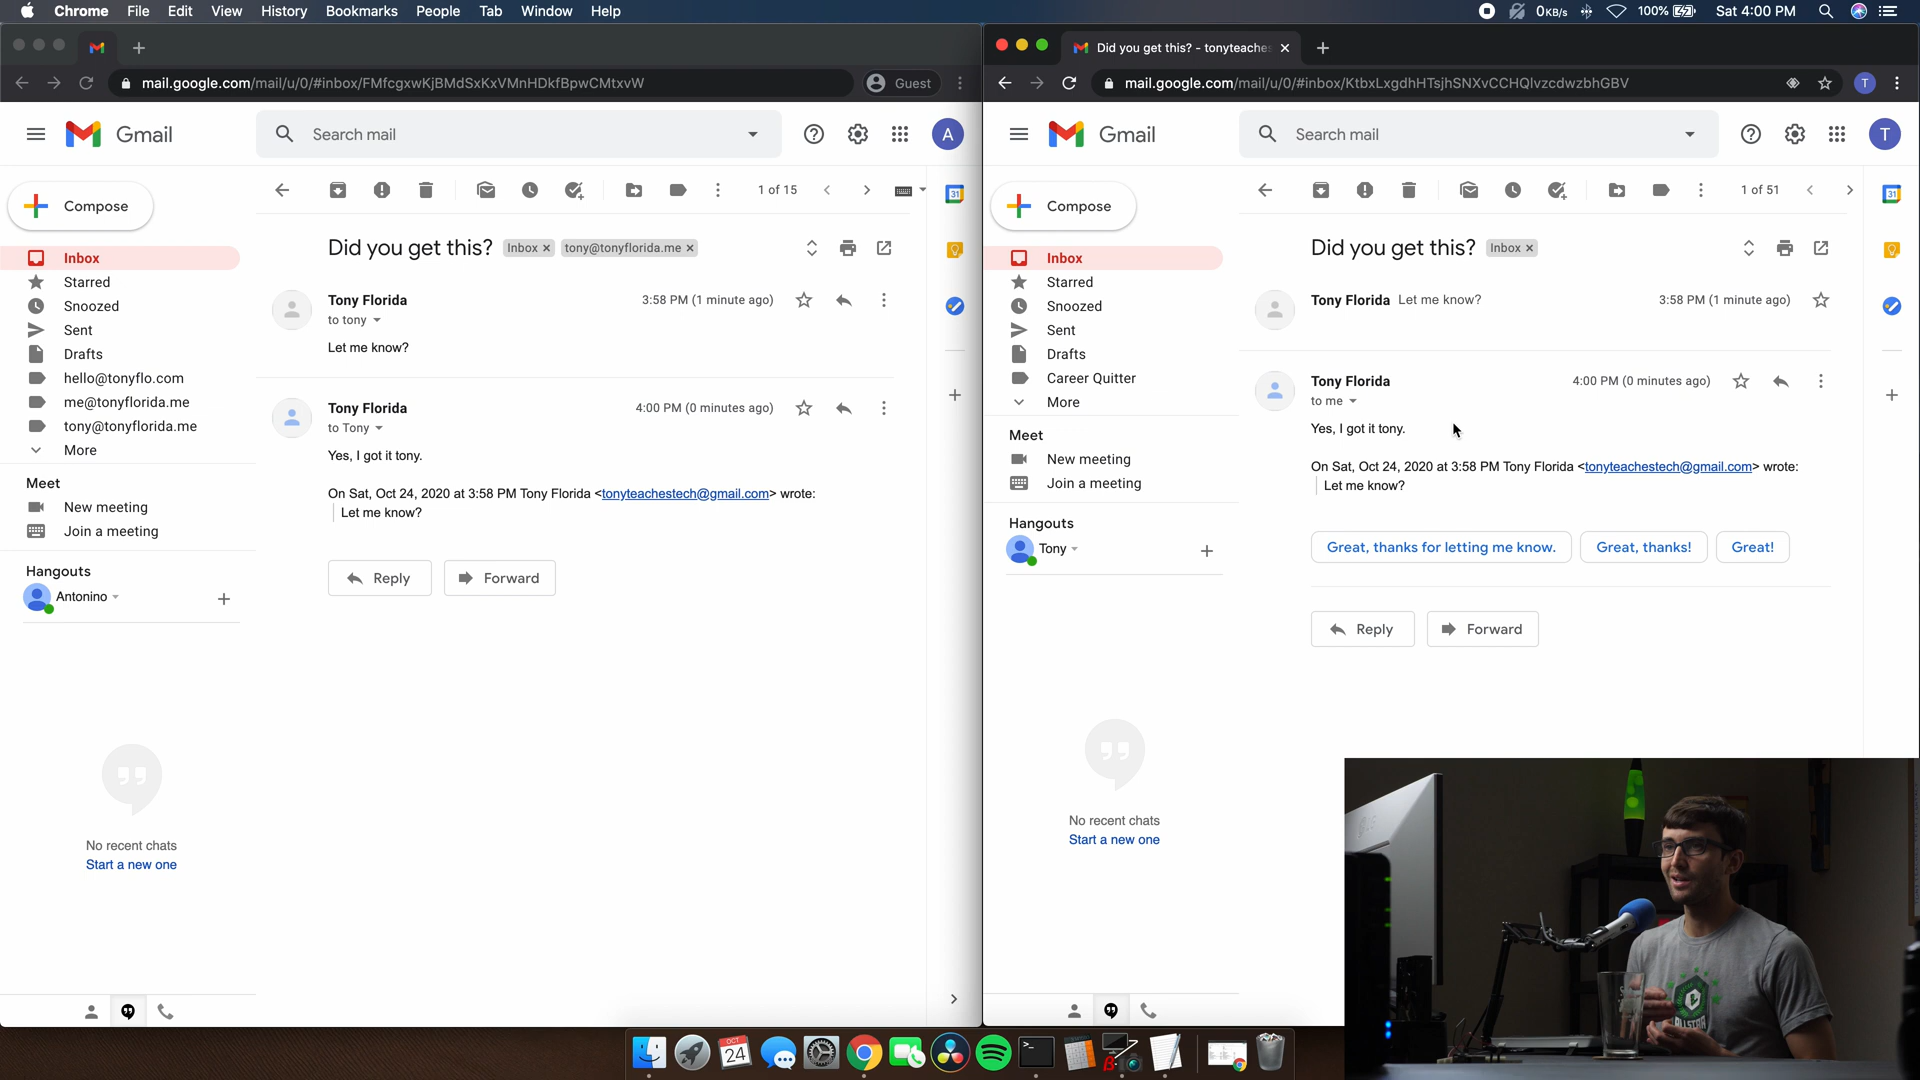 Chrome File Edit View History Bookmarks People Tab Window Help
0KB/s 100% Sat 4:00 PM
mail.google.com/mail/u/0/#inbox/FMfcgxwKjBMdSxKxVMnHDkfBpwCMtxvW
Guest
Gmail
Search mail
A
Compose
1 of 15
31
Inbox
Starred
Snoozed
Sent
Drafts
hello@tonyflo.com
me@tonyflorida.me
tony@tonyflorida.me
More
Meet
New meeting
Join a meeting
Hangouts
Antonino
No recent chats
Start a new one
Did you get this? Inbox × tony@tonyflorida.me ×
Tony Florida 3:58 PM (1 minute ago)
to tony
Let me know?
Tony Florida 4:00 PM (0 minutes ago)
to Tony
Yes, I got it tony.
On Sat, Oct 24, 2020 at 3:58 PM Tony Florida <tonyteachestech@gmail.com> wrote:
Let me know?
Reply Forward
Did you get this? - tonyteaches
mail.google.com/mail/u/0/#inbox/KtbxLxgdhHTsjhSNXvCCHQlvzcdwzbhGBV
T
Gmail
Search mail
T
Compose
1 of 51
31
Inbox
Starred
Snoozed
Sent
Drafts
Career Quitter
More
Meet
New meeting
Join a meeting
Hangouts
Tony
No recent chats
Start a new one
Did you get this? Inbox ×
Tony Florida Let me know? 3:58 PM (1 minute ago)
Tony Florida 4:00 PM (0 minutes ago)
to me
Yes, I got it tony.
On Sat, Oct 24, 2020 at 3:58 PM Tony Florida <tonyteachestech@gmail.com> wrote:
Let me know?
Great, thanks for letting me know. Great, thanks! Great!
Reply Forward
OCT
24